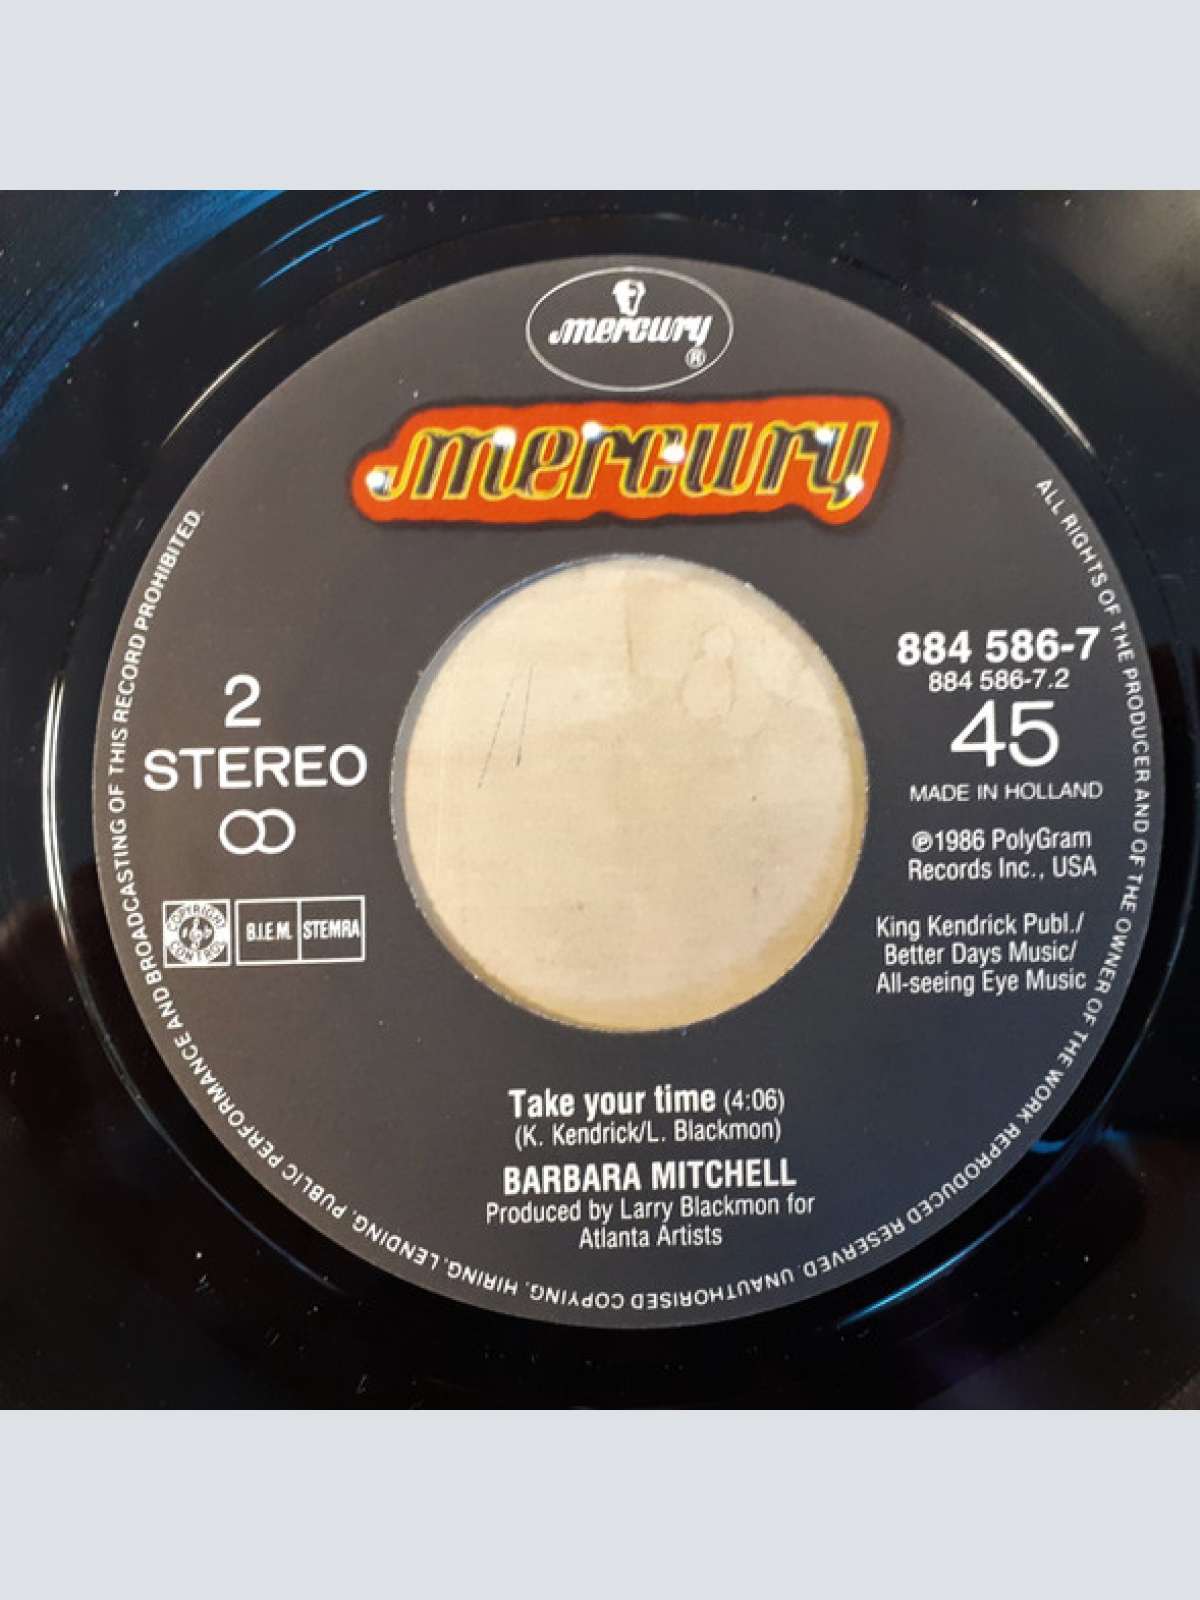 mercury
®
mercury
2
STEREO
COPYRIGHT
CONTROL
B.I.E.M.
STEMRA
884 586-7
884 586-7.2
45
MADE IN HOLLAND
℗1986 PolyGram
Records Inc., USA
King Kendrick Publ./
Better Days Music/
All-seeing Eye Music
Take your time (4:06)
(K. Kendrick/L. Blackmon)
BARBARA MITCHELL
Produced by Larry Blackmon for
Atlanta Artists
ALL RIGHTS OF THE PRODUCER AND OF THE OWNER OF THE WORK REPRODUCED RESERVED. UNAUTHORISED COPYING, HIRING, LENDING, PUBLIC PERFORMANCE AND BROADCASTING OF THIS RECORD PROHIBITED.